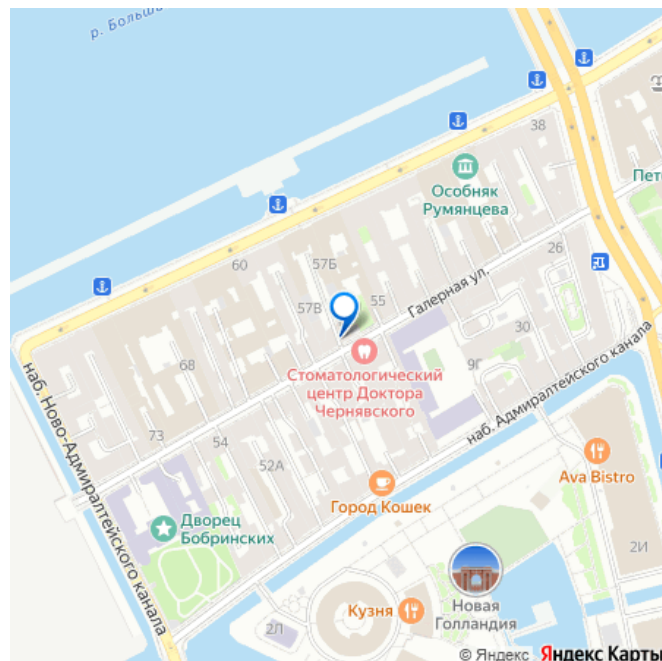 р. Больш
38
Особняк
Румянцева
Пет
57Б
60
26
57В
55
Галерная ул.
30
Стоматологический
центр Доктора
Чернявского
9Г
68
наб. Адмиралтейского канала
наб. Ново-Адмиралтейского канала
73
54
52А
Ava Bistro
Город Кошек
Дворец
Бобринских
2И
Кузня
Новая
Голландия
2Л
© Яндекс Яндекс Карты